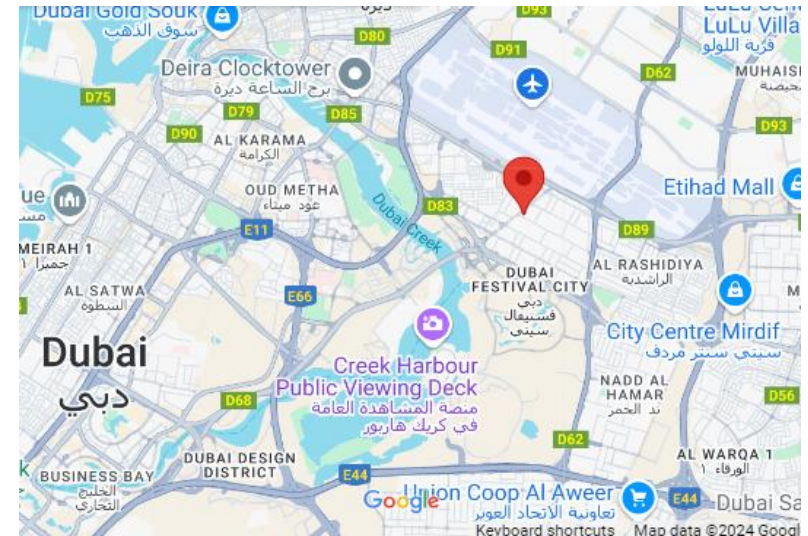 Dubai Gold Souk
سوق الذهب
D93
LuLu Villa
قرية اللولو
D80
D91
Deira Clocktower
برج الساعة ديرة
D62
D75
D79
D85
D90
D93
AL KARAMA
الكرامة
OUD METHA
عود ميثاء
Etihad Mall
Dubai Creek
D83
D89
E11
AL SATWA
السطوة
E66
DUBAI
FESTIVAL CITY
دبي
فستيفال
سيتي
AL RASHIDIYA
الراشدية
City Centre Mirdif
سيتي سنتر مردف
Dubai
دبي
Creek Harbour
Public Viewing Deck
منصة المشاهدة العامة
في كريك هاربور
NADD AL
HAMAR
ند الحمر
D68
D56
D62
DUBAI DESIGN
DISTRICT
BUSINESS BAY
الخليج
التجاري
AL WARQA 1
الورقاء ١
E44
Google
Union Coop Al Aweer
تعاونية الاتحاد العوير
E44
Keyboard shortcuts
Map data ©2024 Googl